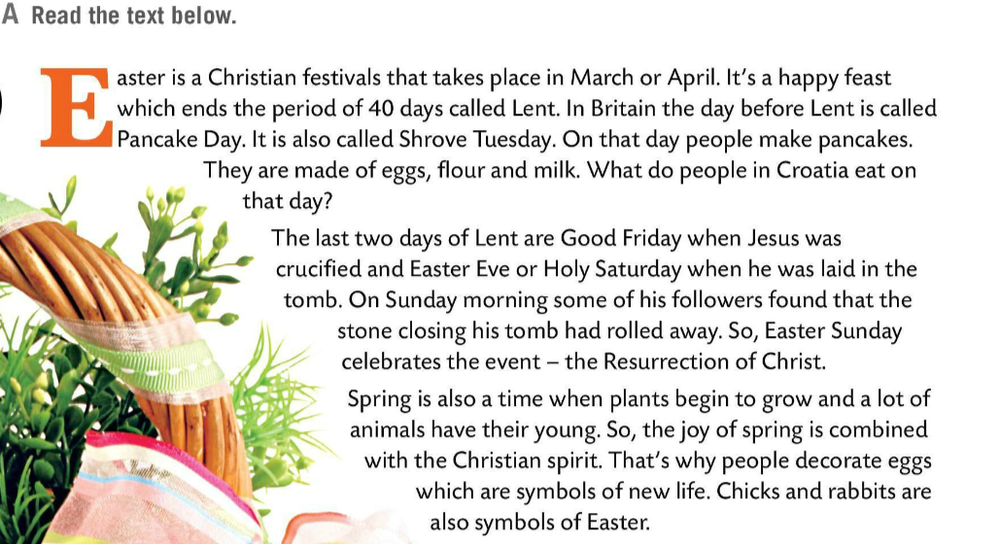 A Read the text below.
Easter is a Christian festivals that takes place in March or April. It's a happy feast
which ends the period of 40 days called Lent. In Britain the day before Lent is called
Pancake Day. It is also called Shrove Tuesday. On that day people make pancakes.
They are made of eggs, flour and milk. What do people in Croatia eat on
that day?
The last two days of Lent are Good Friday when Jesus was
crucified and Easter Eve or Holy Saturday when he was laid in the
tomb. On Sunday morning some of his followers found that the
stone closing his tomb had rolled away. So, Easter Sunday
celebrates the event – the Resurrection of Christ.
Spring is also a time when plants begin to grow and a lot of
animals have their young. So, the joy of spring is combined
with the Christian spirit. That's why people decorate eggs
which are symbols of new life. Chicks and rabbits are
also symbols of Easter.